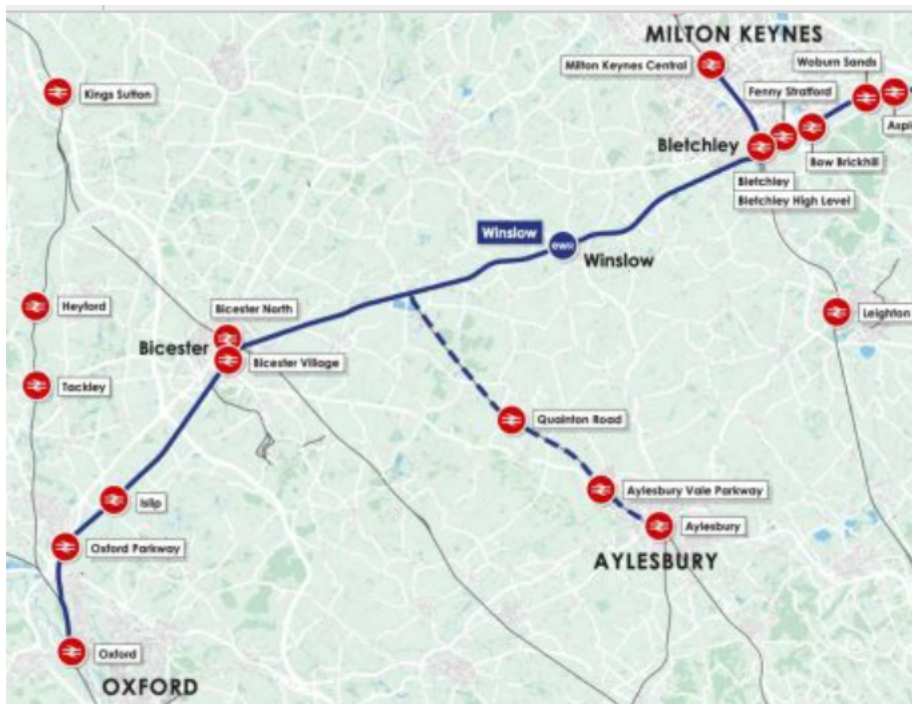 MILTON KEYNES
Woburn Sands
Milton Keynes Central
Kings Sutton
Fenny Stratford
Aspl
Bletchley
Bow Brickhill
Bletchley
Bletchley High Level
Winslow
ewr
Winslow
Heyford
Bicester North
Leighton
Bicester
Bicester Village
Tackley
Quainton Road
Aylesbury Vale Parkway
Islip
Aylesbury
Oxford Parkway
AYLESBURY
Oxford
OXFORD